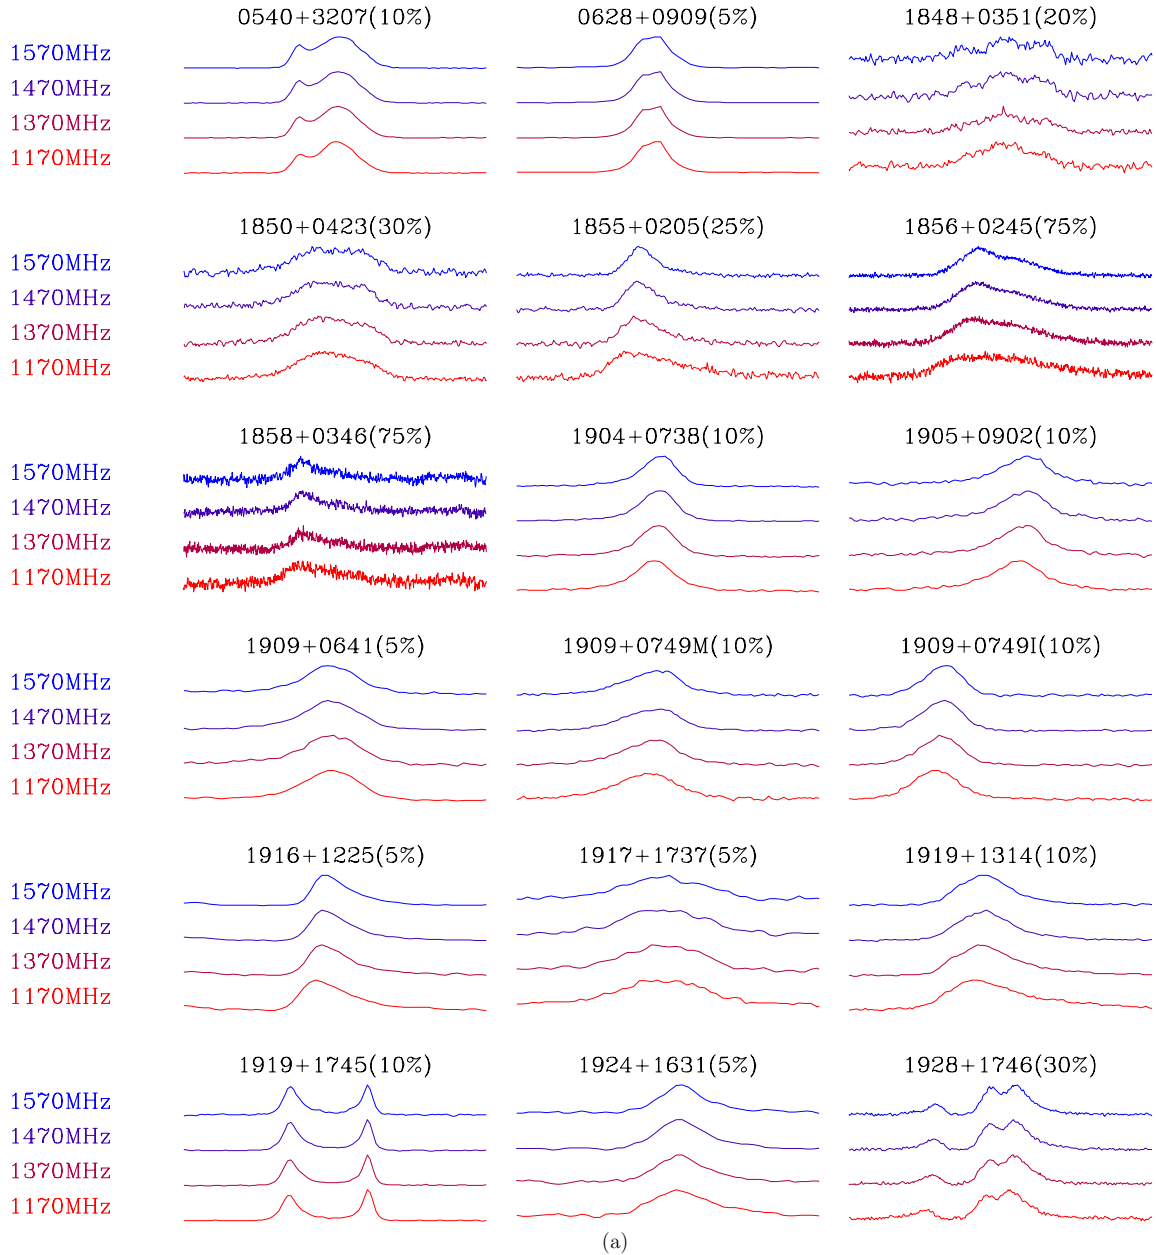 0540+3207(10%) 0628+0909(5%) 1848+0351(20%)
1570MHz
1470MHz
1370MHz
1170MHz
1850+0423(30%) 1855+0205(25%) 1856+0245(75%)
1570MHz
1470MHz
1370MHz
1170MHz
1858+0346(75%) 1904+0738(10%) 1905+0902(10%)
1570MHz
1470MHz
1370MHz
1170MHz
1909+0641(5%) 1909+0749M(10%) 1909+0749I(10%)
1570MHz
1470MHz
1370MHz
1170MHz
1916+1225(5%) 1917+1737(5%) 1919+1314(10%)
1570MHz
1470MHz
1370MHz
1170MHz
1919+1745(10%) 1924+1631(5%) 1928+1746(30%)
1570MHz
1470MHz
1370MHz
1170MHz
(a)